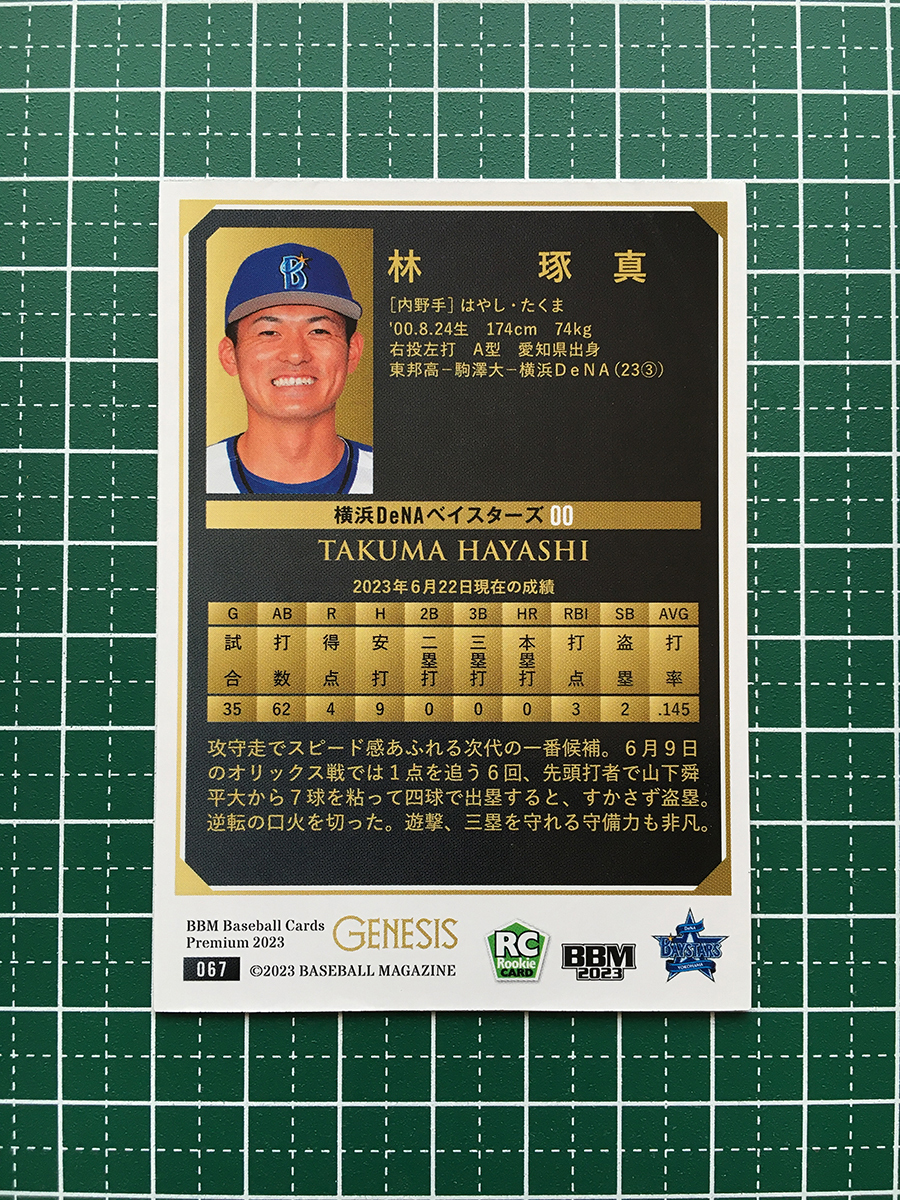 B
林 琢真
［内野手］はやし・たくま
'00.8.24生 174cm 74kg
右投左打 A型 愛知県出身
東邦高－駒澤大－横浜DeNA（23③）
横浜DeNAベイスターズ 00
TAKUMA HAYASHI
2023年6月22日現在の成績
G AB R H 2B 3B HR RBI SB AVG
試合 打数 得点 安打 二塁打 三塁打 本塁打 打点 盗塁 打率
35 62 4 9 0 0 0 3 2 .145
攻守走でスピード感あふれる次代の一番候補。６月９日
のオリックス戦では１点を追う６回、先頭打者で山下舜
平大から７球を粘って四球で出塁すると、すかさず盗塁。
逆転の口火を切った。遊撃、三塁を守れる守備力も非凡。
BBM Baseball Cards
Premium 2023
GENESIS
067 ©2023 BASEBALL MAGAZINE
RC
Rookie
CARD
BBM
2023
DeNA
BAYSTARS
YOKOHAMA